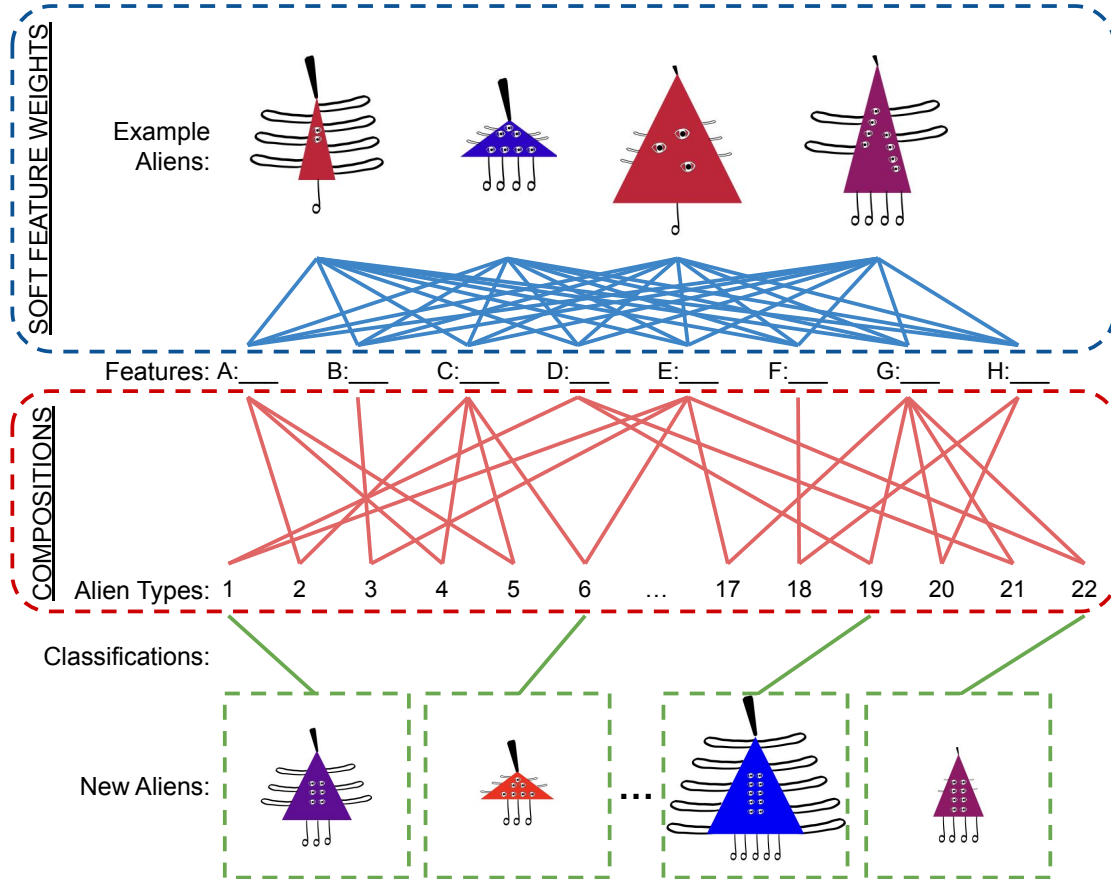 SOFT FEATURE WEIGHTS
Example
Aliens:
Features: A:___ B:___ C:___ D:___ E:___ F:___ G:___ H:___
COMPOSITIONS
Alien Types: 1 2 3 4 5 6 ... 17 18 19 20 21 22
Classifications:
New Aliens:
...